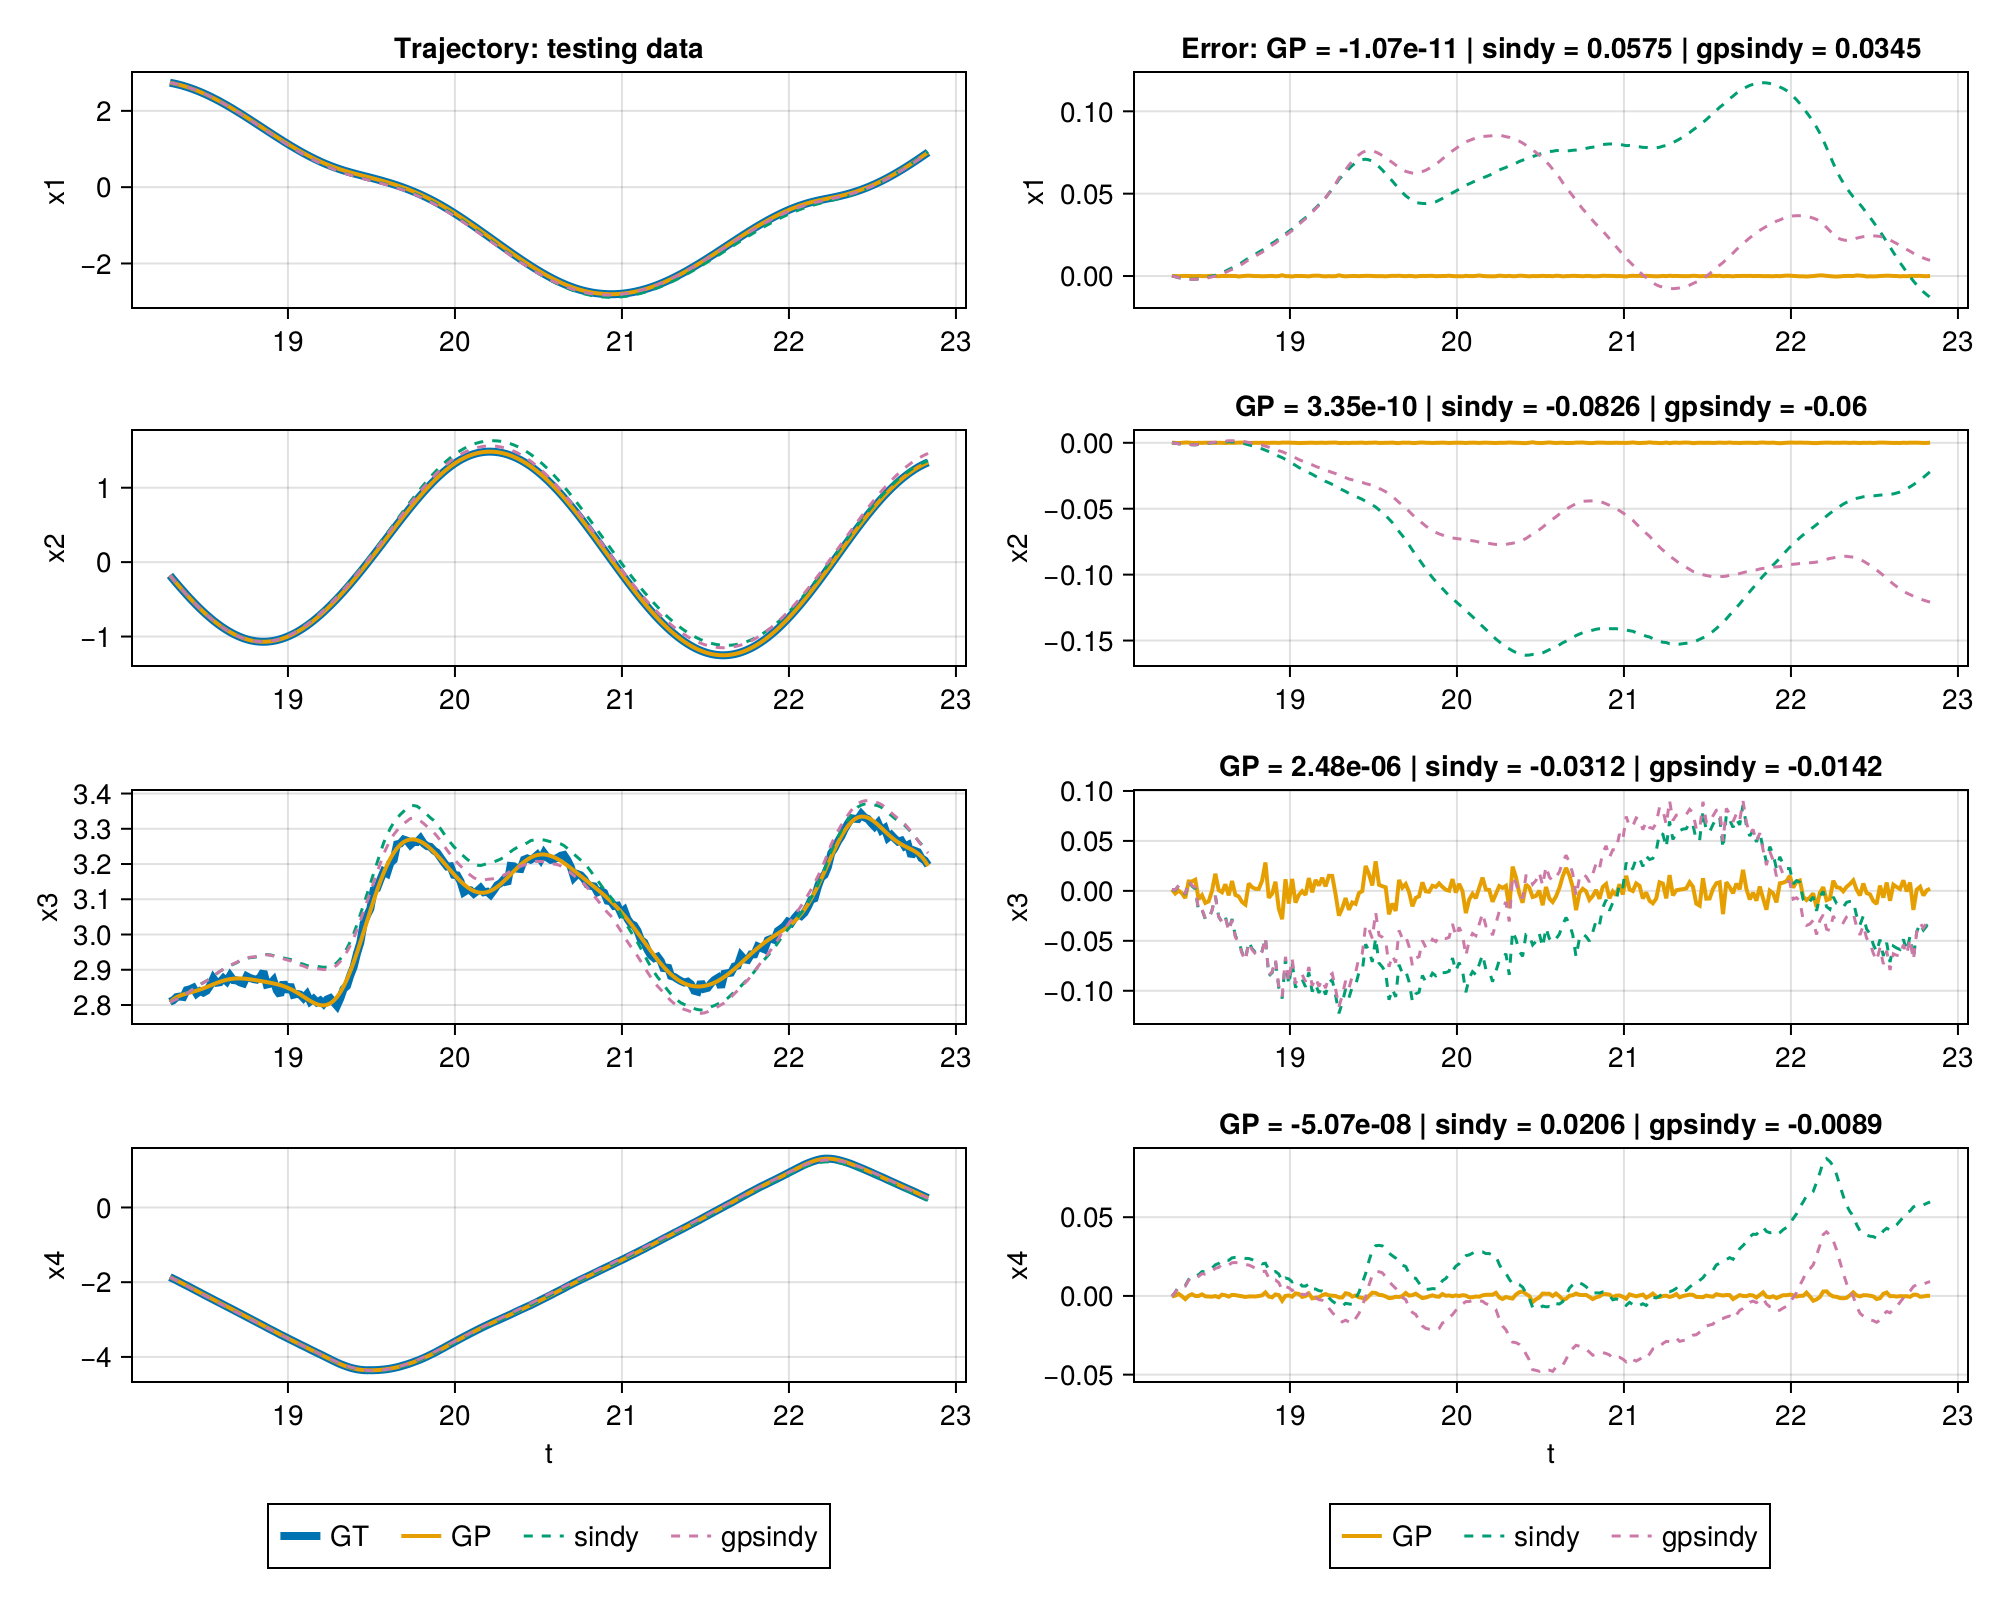 Trajectory: testing data
2
0
−2
x1
19 20 21 22 23
Error: GP = -1.07e-11 | sindy = 0.0575 | gpsindy = 0.0345
0.10
0.05
0.00
x1
19 20 21 22 23
1
0
−1
x2
19 20 21 22 23
GP = 3.35e-10 | sindy = -0.0826 | gpsindy = -0.06
0.00
−0.05
−0.10
−0.15
x2
19 20 21 22 23
3.4
3.3
3.2
3.1
3.0
2.9
2.8
x3
19 20 21 22 23
GP = 2.48e-06 | sindy = -0.0312 | gpsindy = -0.0142
0.10
0.05
0.00
−0.05
−0.10
x3
19 20 21 22 23
0
−2
−4
x4
19 20 21 22 23
t
GP = -5.07e-08 | sindy = 0.0206 | gpsindy = -0.0089
0.05
0.00
−0.05
x4
19 20 21 22 23
t
GT GP sindy gpsindy
GP sindy gpsindy